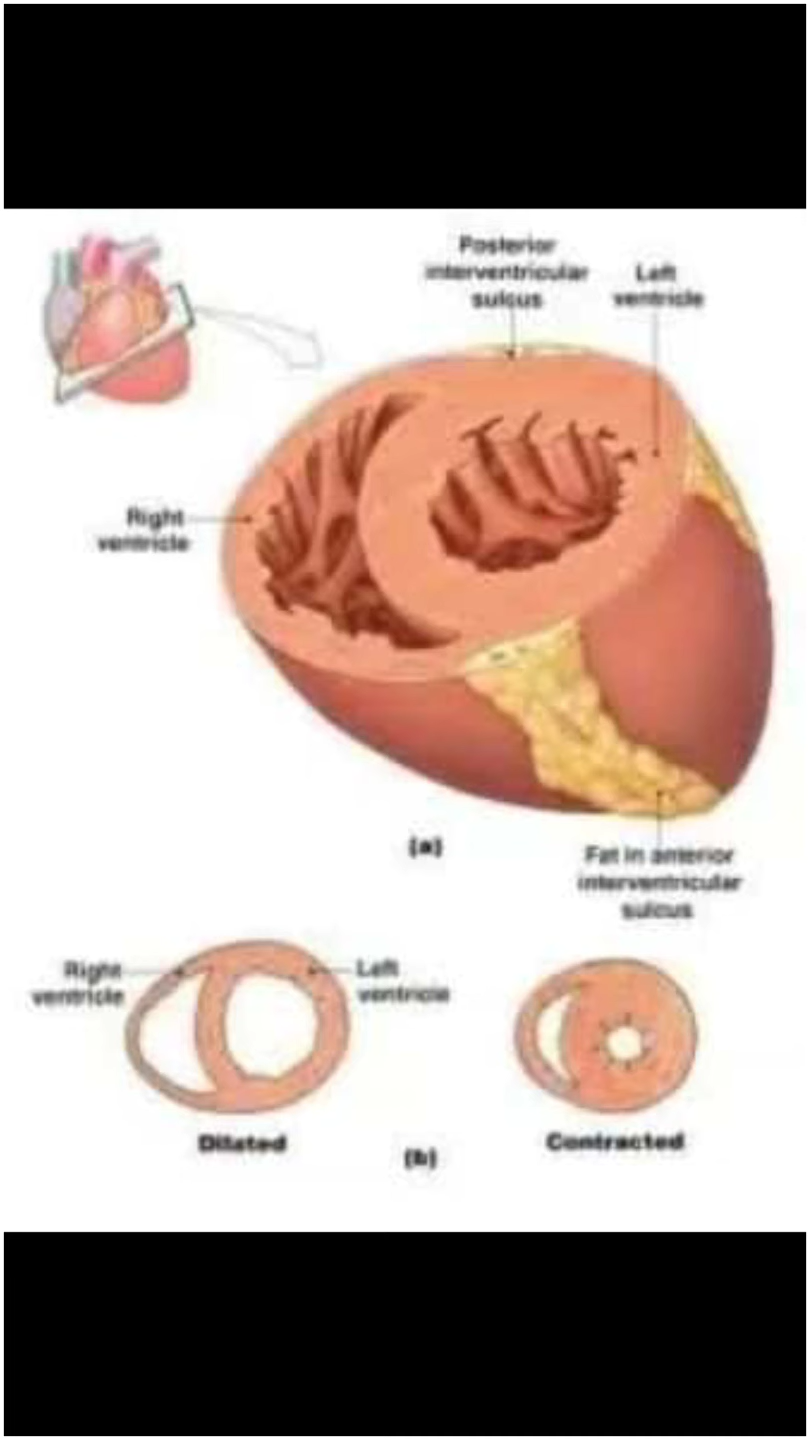 Posterior
interventricular
sulcus
Left
ventricle
Right
ventricle
(a)
Fat in anterior
interventricular
sulcus
Right
ventricle
Left
ventricle
Dilated
Contracted
(b)